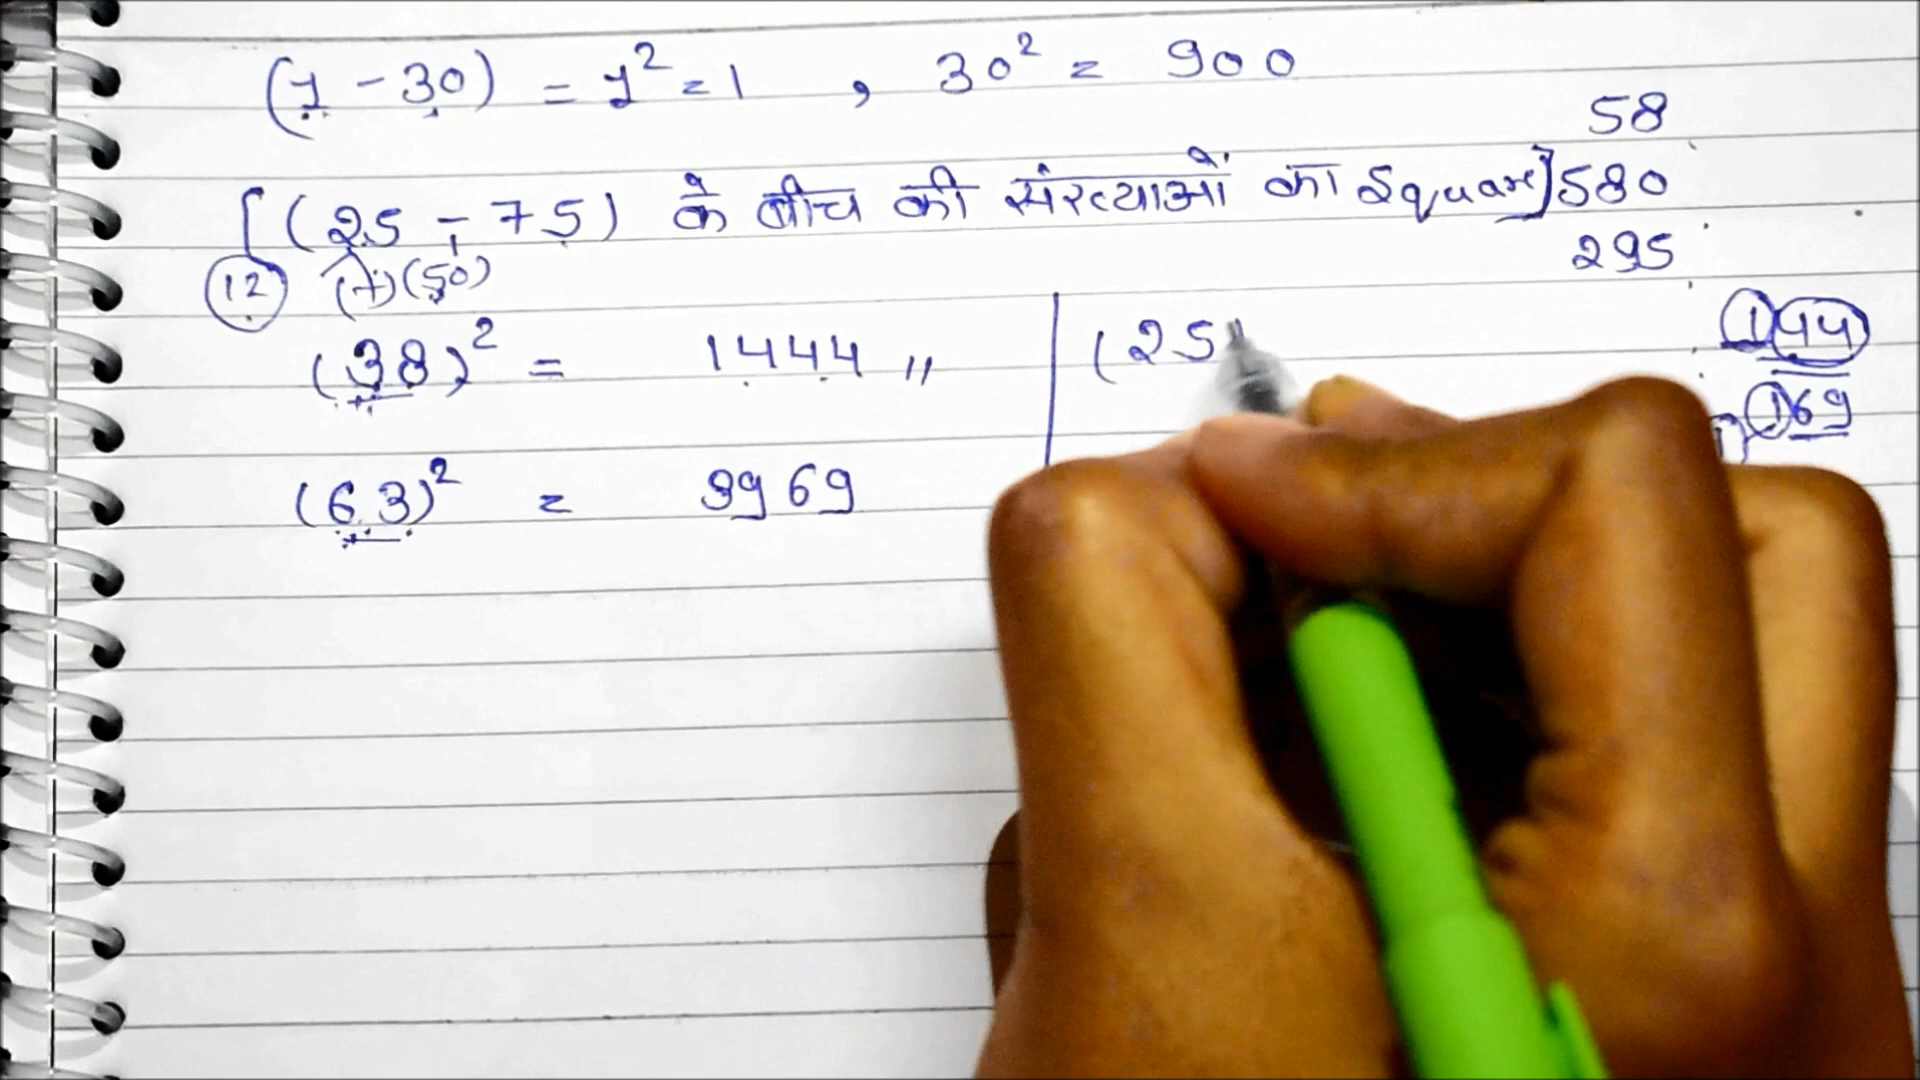 (1 - 30) = 1² = 1 , 30² = 900
58
[(25 - 75) के बीच की संख्याओं का Square] 580
295
12 (+) (50)
(38)² = 1444 〃 (25) 144
169
(63)² = 3969